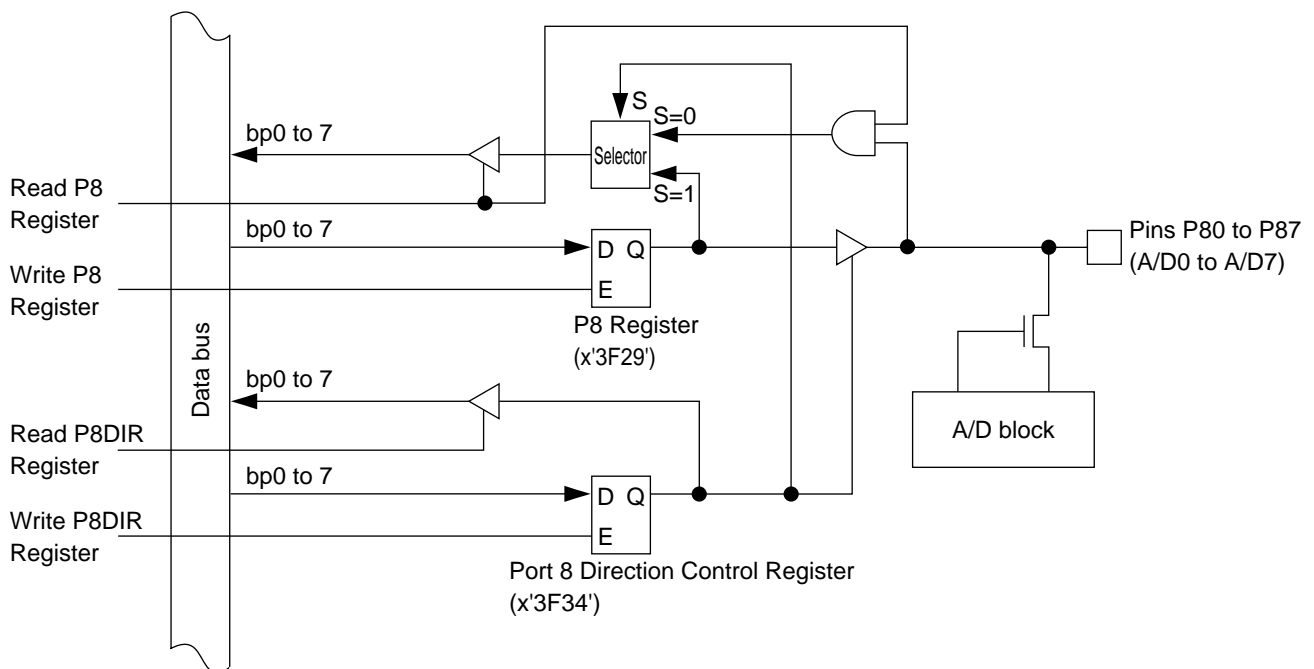 S
S=0
bp0 to 7
Selector
Read P8
Register
S=1
bp0 to 7
D Q
Pins P80 to P87
(A/D0 to A/D7)
Write P8
Register
E
P8 Register
(x'3F29')
Data bus
bp0 to 7
A/D block
Read P8DIR
Register
bp0 to 7
D Q
Write P8DIR
Register
E
Port 8 Direction Control Register
(x'3F34')